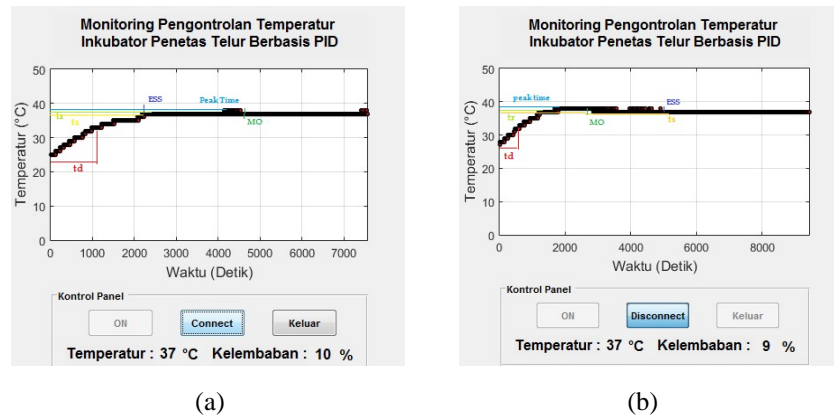 Monitoring Pengontrolan Temperatur
Inkubator Penetas Telur Berbasis PID
50
40
30
20
10
0
Temperatur (°C)
ESS
Peak Time
tr
ts
MO
td
0 1000 2000 3000 4000 5000 6000 7000
Waktu (Detik)
Kontrol Panel
ON Connect Keluar
Temperatur : 37 °C Kelembaban : 10 %
(a)
Monitoring Pengontrolan Temperatur
Inkubator Penetas Telur Berbasis PID
50
40
30
20
10
0
Temperatur (°C)
peak time
ESS
tr
MO
ts
td
0 2000 4000 6000 8000
Waktu (Detik)
Kontrol Panel
ON Disconnect Keluar
Temperatur : 37 °C Kelembaban : 9 %
(b)